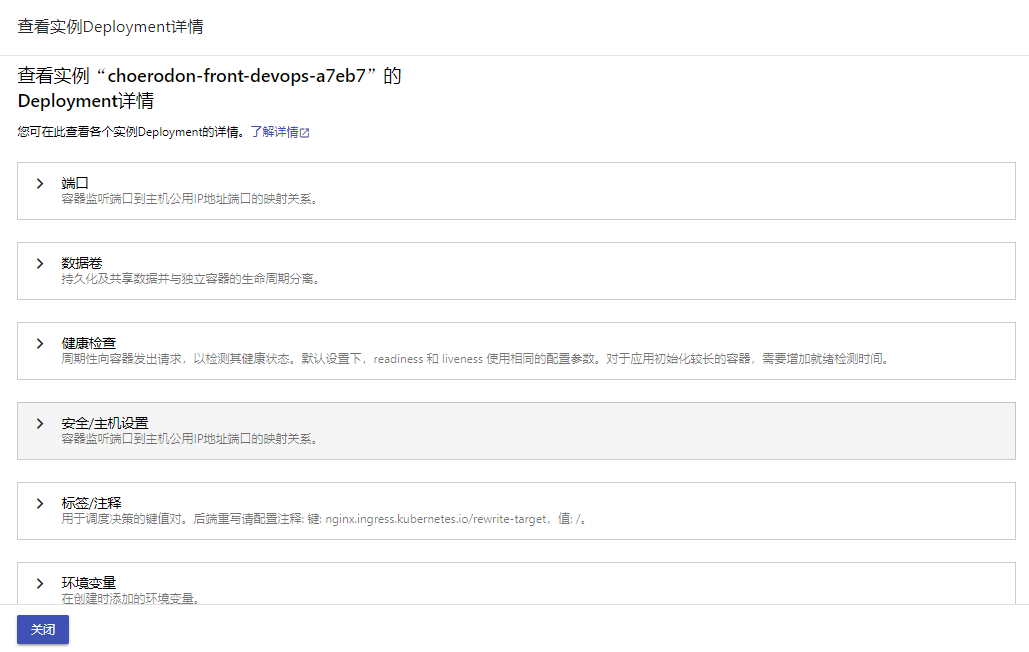 查看实例Deployment详情
查看实例“choerodon-front-devops-a7eb7”的
Deployment详情
您可在此查看各个实例Deployment的详情。了解详情
端口
容器监听端口到主机公用IP地址端口的映射关系。
数据卷
持久化及共享数据并与独立容器的生命周期分离。
健康检查
周期性向容器发出请求，以检测其健康状态。默认设置下，readiness 和 liveness 使用相同的配置参数。对于应用初始化较长的容器，需要增加就绪检测时间。
安全/主机设置
容器监听端口到主机公用IP地址端口的映射关系。
标签/注释
用于调度决策的键值对。后端重写请配置注释: 键: nginx.ingress.kubernetes.io/rewrite-target，值: /。
环境变量
在创建时添加的环境变量。
关闭